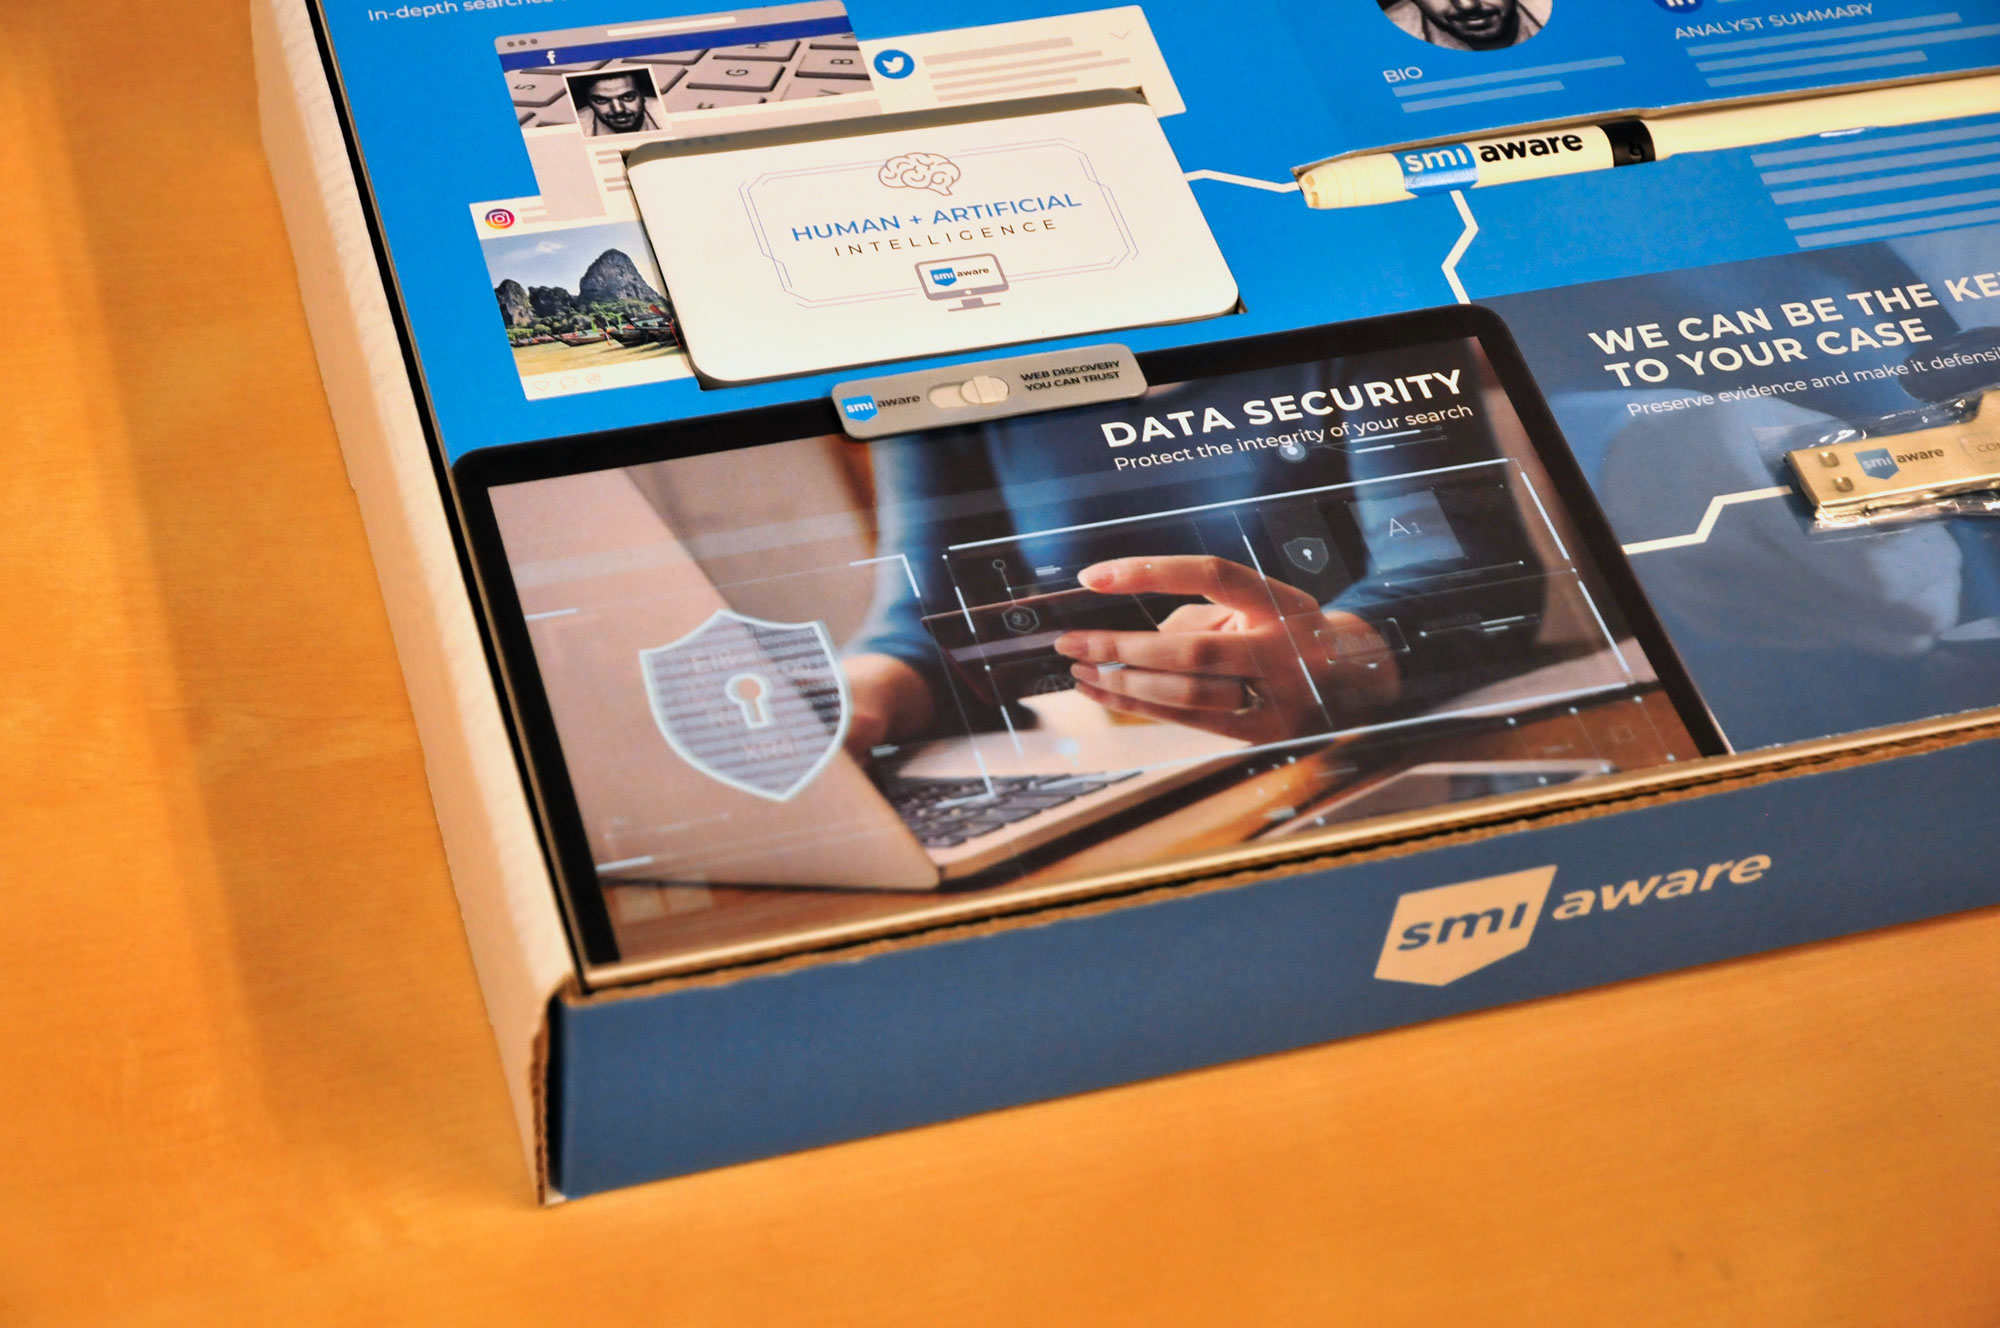 In-depth searches
f
S
G
H
B
ANALYST SUMMARY
BIO
smi aware
HUMAN + ARTIFICIAL
INTELLIGENCE
smi aware
WE CAN BE THE KE
TO YOUR CASE
Preserve evidence and make it defensi
smi aware
WEB DISCOVERY
YOU CAN TRUST
DATA SECURITY
Protect the integrity of your search
smi aware
A1
smi aware